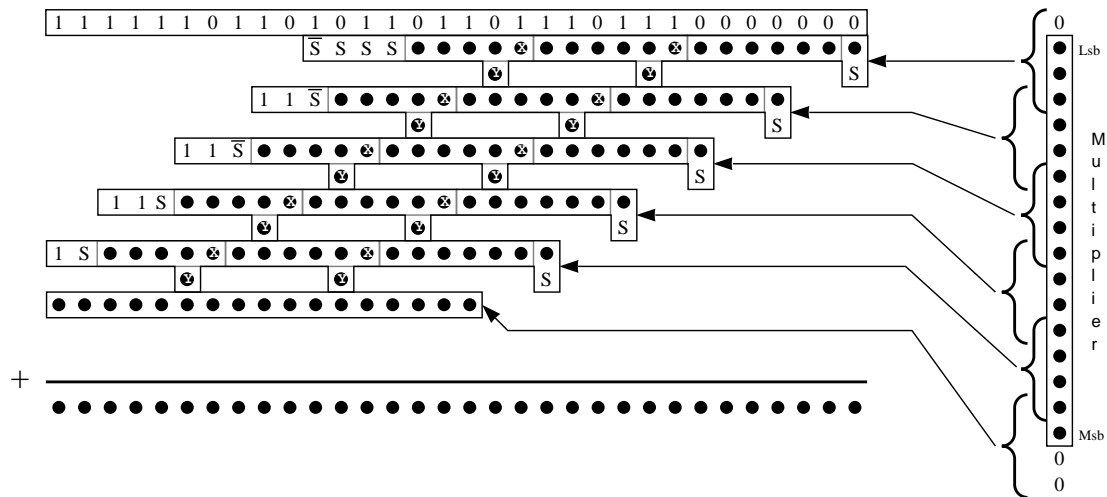 1 1 1 1 1 0 1 1 0 1 0 1 1 0 1 1 0 1 1 1 0 1 1 1 0 0 0 0 0 0 0 0
0
S̅ S S S X X
Lsb
Y Y S
1 1 S̅ X X
Y Y S
1 1 S̅ X X
Y Y S
1 1 S X X
Y Y S
1 S X X
Y Y S
Multiplier
+
Msb
0
0